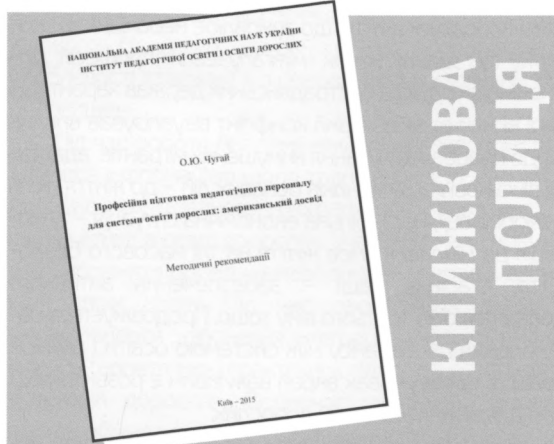 НАЦІОНАЛЬНА АКАДЕМІЯ ПЕДАГОГІЧНИХ НАУК УКРАЇНИ
ІНСТИТУТ ПЕДАГОГІЧНОЇ ОСВІТИ І ОСВІТИ ДОРОСЛИХ
О.Ю. Чугай
Професійна підготовка педагогічного персоналу
для системи освіти дорослих: американський досвід
Методичні рекомендації
Київ – 2015
КНИЖКОВА
ПОЛИЦЯ